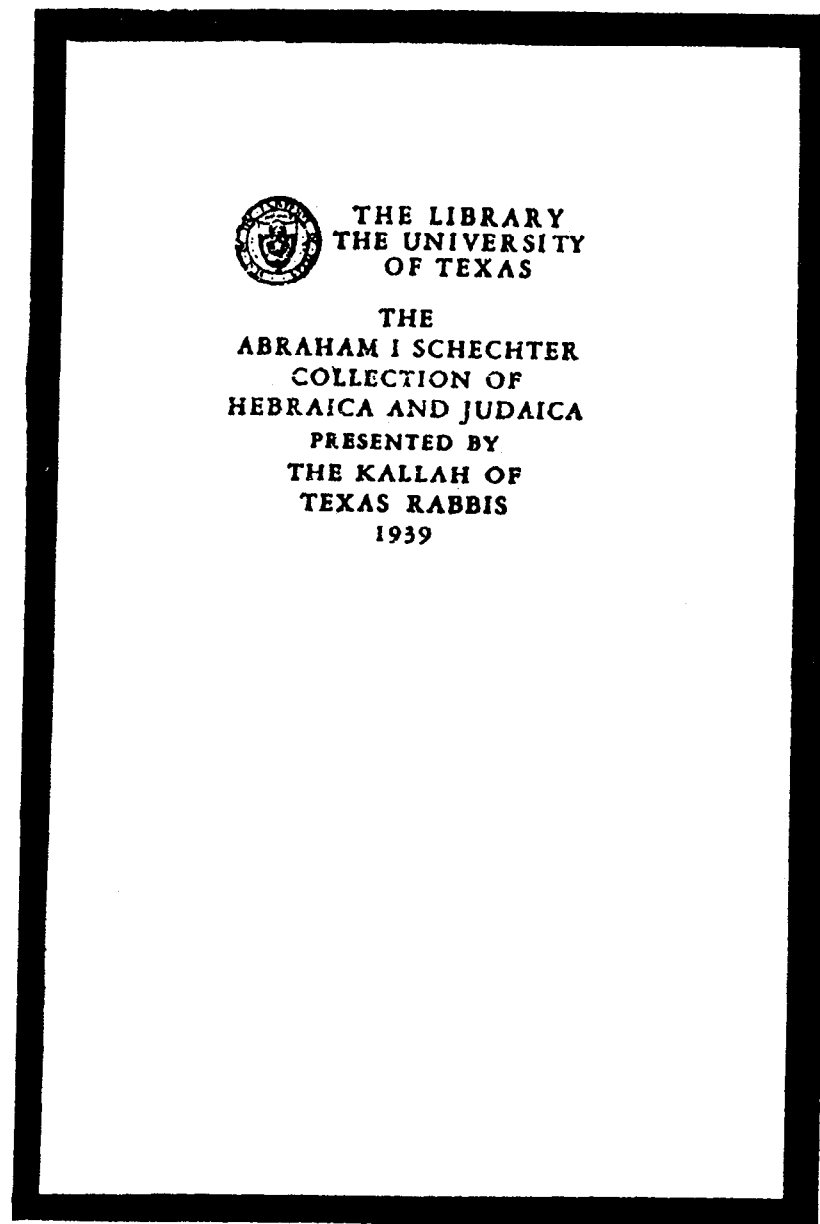 THE LIBRARY
THE UNIVERSITY
OF TEXAS
THE
ABRAHAM I SCHECHTER
COLLECTION OF
HEBRAICA AND JUDAICA
PRESENTED BY
THE KALLAH OF
TEXAS RABBIS
1939